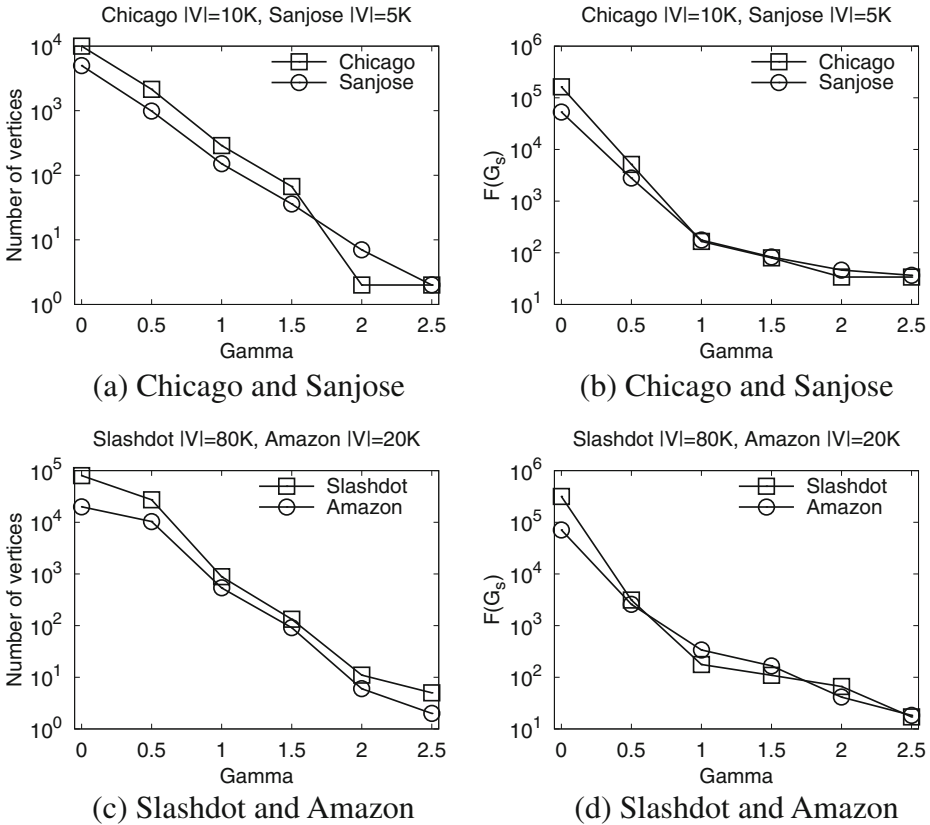 Chicago |V|=10K, Sanjose |V|=5K
10^4
10^3
10^2
10^1
10^0
Number of vertices
Chicago
Sanjose
0 0.5 1 1.5 2 2.5
Gamma
(a) Chicago and Sanjose
Chicago |V|=10K, Sanjose |V|=5K
10^6
10^5
10^4
10^3
10^2
10^1
F(G_s)
Chicago
Sanjose
0 0.5 1 1.5 2 2.5
Gamma
(b) Chicago and Sanjose
Slashdot |V|=80K, Amazon |V|=20K
10^5
10^4
10^3
10^2
10^1
10^0
Number of vertices
Slashdot
Amazon
0 0.5 1 1.5 2 2.5
Gamma
(c) Slashdot and Amazon
Slashdot |V|=80K, Amazon |V|=20K
10^6
10^5
10^4
10^3
10^2
10^1
F(G_s)
Slashdot
Amazon
0 0.5 1 1.5 2 2.5
Gamma
(d) Slashdot and Amazon